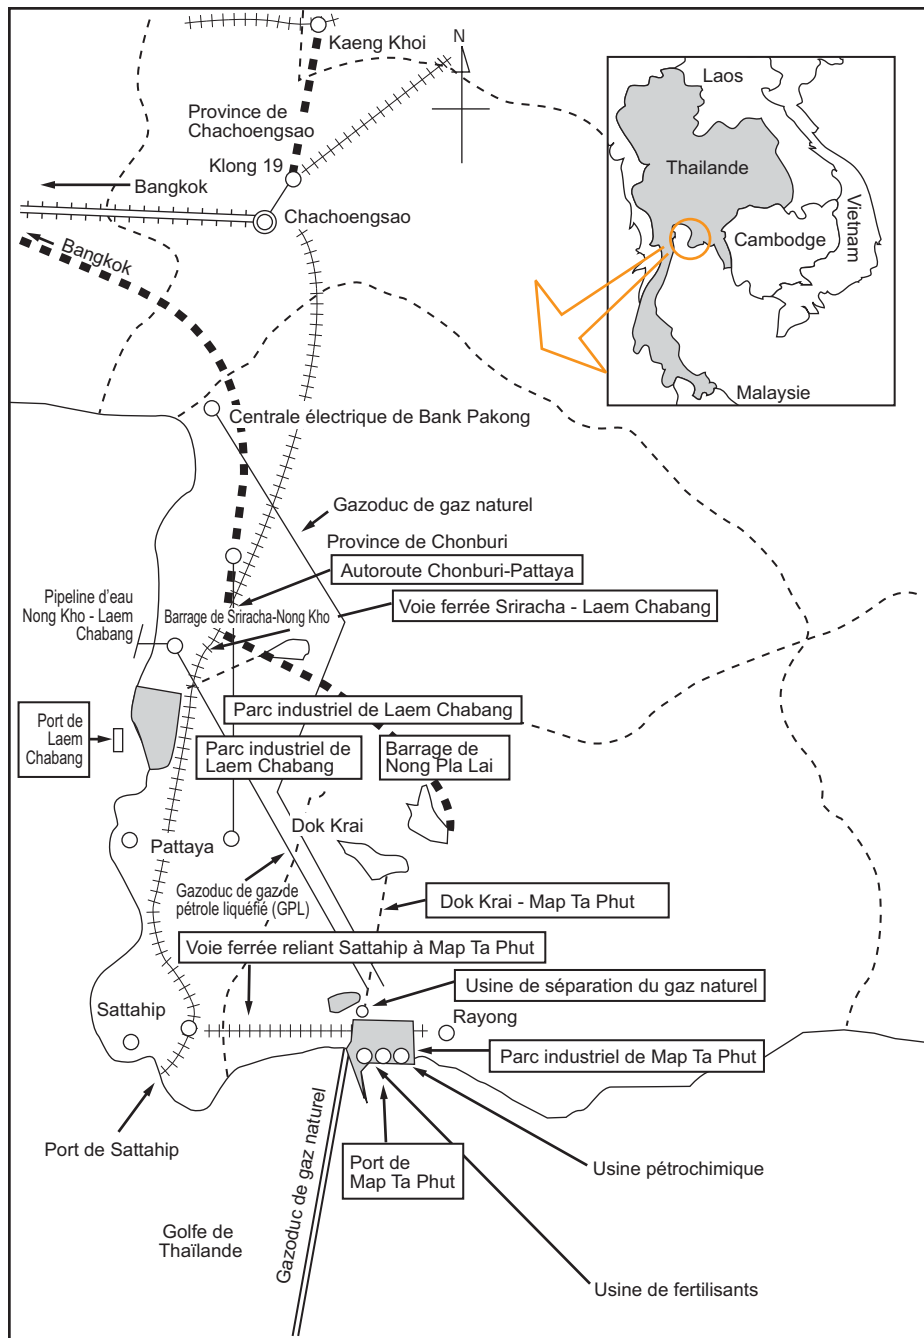 Kaeng Khoi
N
Province de
Chachoengsao
Klong 19
Bangkok
Chachoengsao
Bangkok
Laos
Thailande
Vietnam
Cambodge
Malaysie
Centrale électrique de Bank Pakong
Gazoduc de gaz naturel
Province de Chonburi
Autoroute Chonburi-Pattaya
Pipeline d'eau
Nong Kho - Laem
Chabang
Voie ferrée Sriracha - Laem Chabang
Barrage de Sriracha-Nong Kho
Parc industriel de Laem Chabang
Port de
Laem
Chabang
Parc industriel de
Laem Chabang
Barrage de
Nong Pla Lai
Dok Krai
Pattaya
Gazoduc de gaz de
pétrole liquéfié (GPL)
Dok Krai - Map Ta Phut
Voie ferrée reliant Sattahip à Map Ta Phut
Usine de séparation du gaz naturel
Sattahip
Rayong
Parc industriel de Map Ta Phut
Port de Sattahip
Port de
Map Ta Phut
Usine pétrochimique
Gazoduc de gaz naturel
Golfe de
Thaïlande
Usine de fertilisants